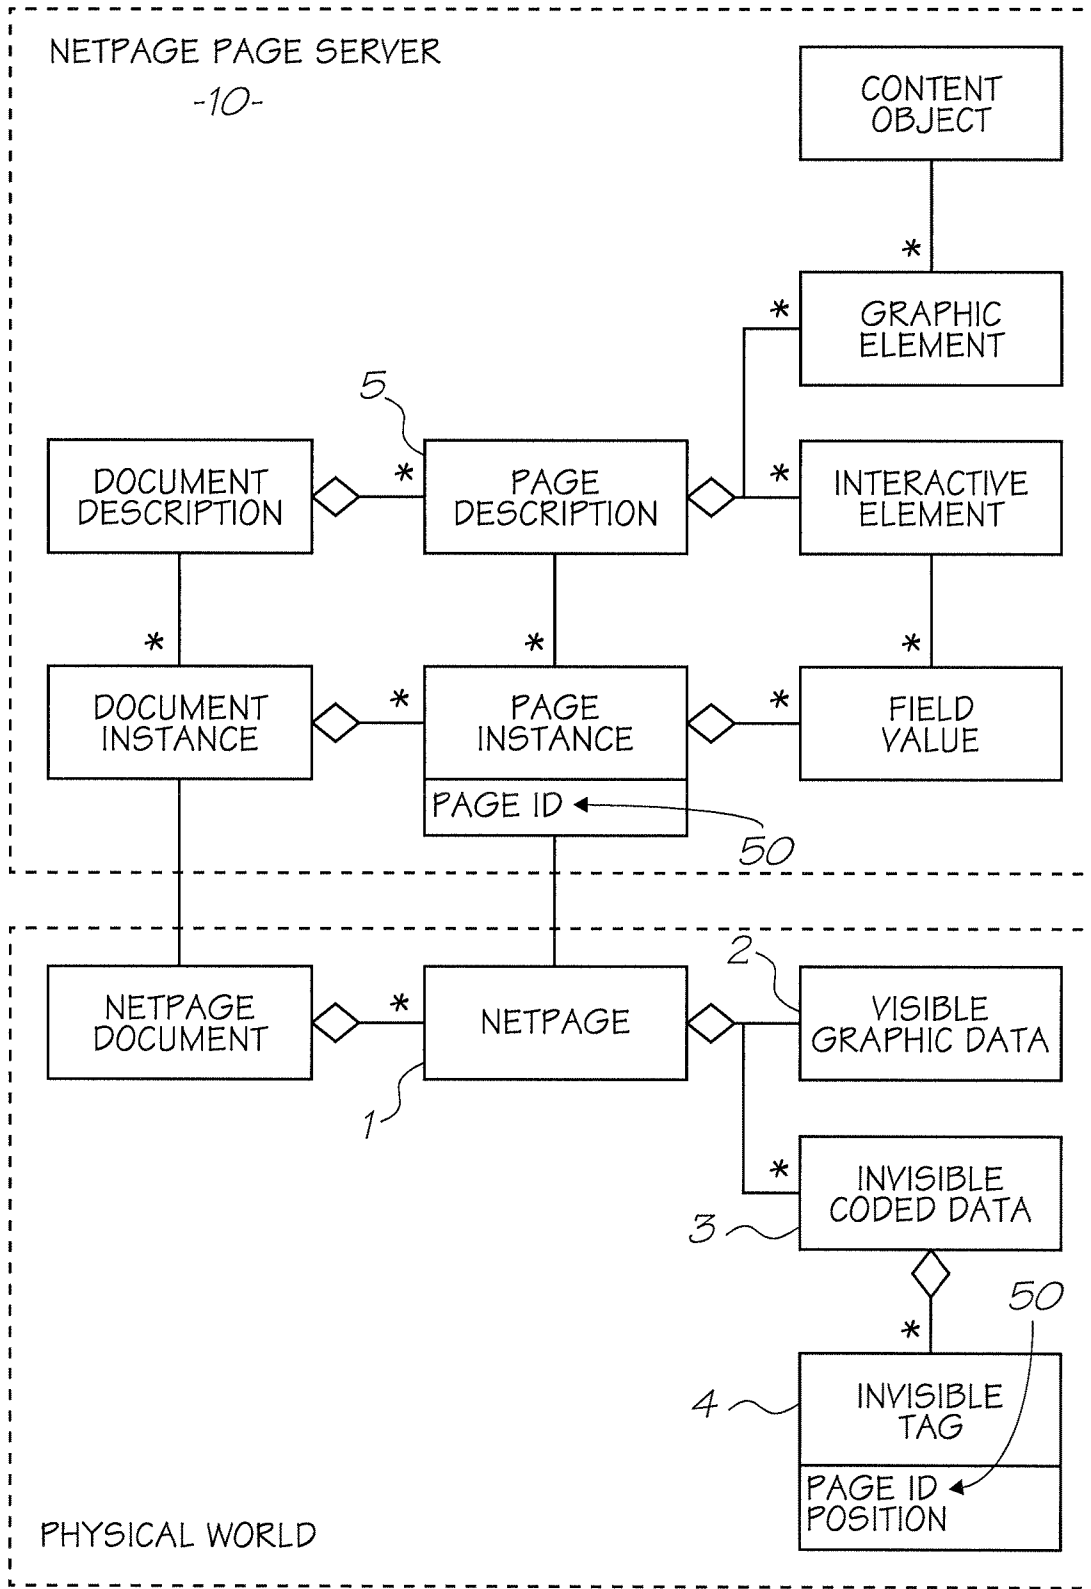 NETPAGE PAGE SERVER
-10-
CONTENT
OBJECT
*
*
GRAPHIC
ELEMENT
5
DOCUMENT
DESCRIPTION
*
PAGE
DESCRIPTION
*
INTERACTIVE
ELEMENT
*
*
*
DOCUMENT
INSTANCE
*
PAGE
INSTANCE
*
FIELD
VALUE
PAGE ID
50
2
NETPAGE
DOCUMENT
*
NETPAGE
VISIBLE
GRAPHIC DATA
1
*
INVISIBLE
CODED DATA
3
50
*
4
INVISIBLE
TAG
PAGE ID
POSITION
PHYSICAL WORLD